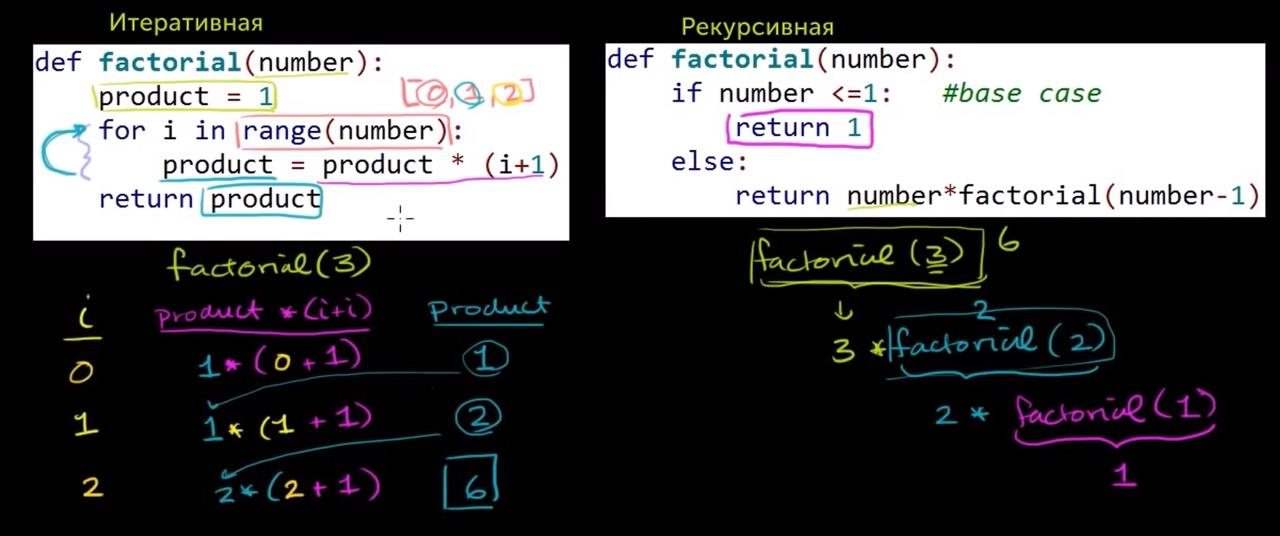 Итеративная
def factorial(number):
product = 1
[0,1,2]
for i in range(number):
product = product * (i+1)
return product
factorial(3)
i product *(i+i) Product
0 1*(0+1) 1
1 1*(1+1) 2
2 2*(2+1) 6
Рекурсивная
def factorial(number):
if number <=1: #base case
return 1
else:
return number*factorial(number-1)
factorial(3) 6
2
3 * factorial(2)
2 * factorial(1)
1